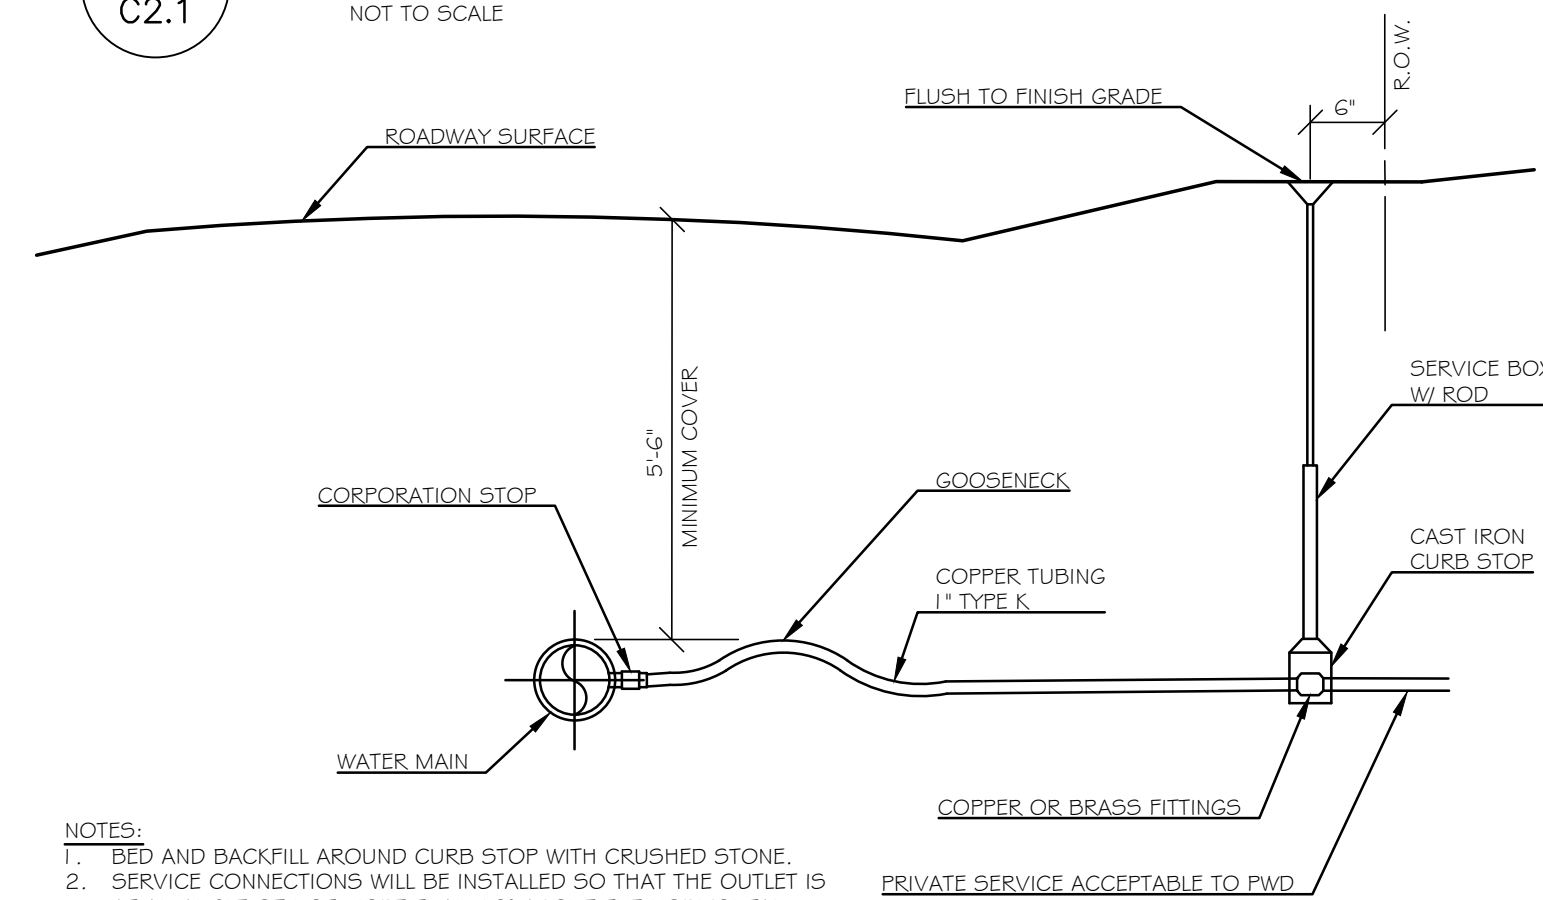 C2.1
NOT TO SCALE
R.O.W.
FLUSH TO FINISH GRADE
6"
ROADWAY SURFACE
SERVICE BOX
W/ ROD
5'-6"
MINIMUM COVER
GOOSENECK
CORPORATION STOP
CAST IRON
CURB STOP
COPPER TUBING
1" TYPE K
WATER MAIN
COPPER OR BRASS FITTINGS
NOTES:
1. BED AND BACKFILL AROUND CURB STOP WITH CRUSHED STONE.
2. SERVICE CONNECTIONS WILL BE INSTALLED SO THAT THE OUTLET IS
PRIVATE SERVICE ACCEPTABLE TO PWD